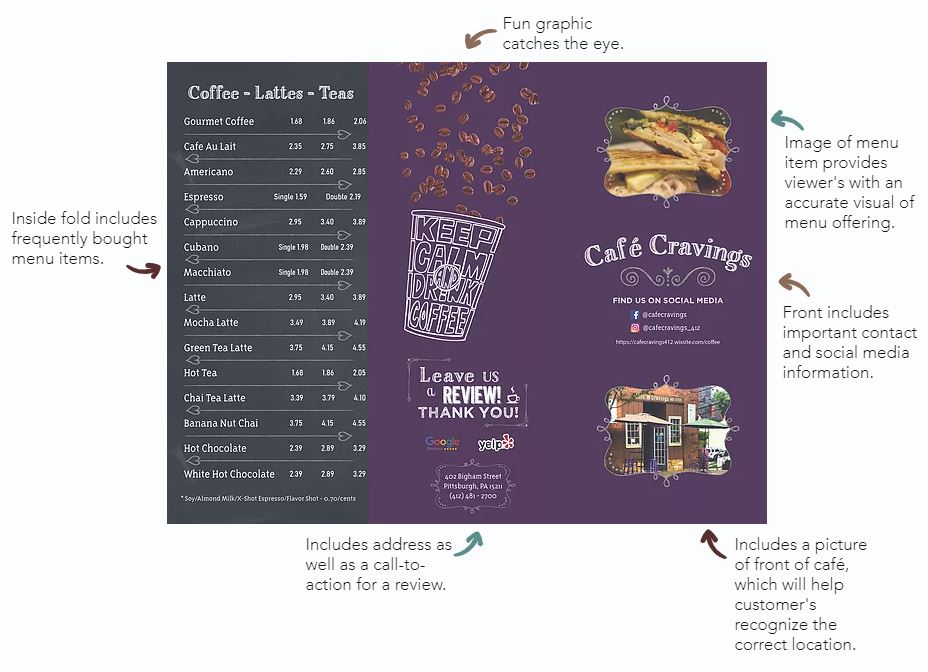 Fun graphic
catches the eye.
Coffee - Lattes - Teas
Gourmet Coffee 1.68 1.86 2.06
Cafe Au Lait 2.35 2.75 3.85
Americano 2.29 2.60 2.85
Espresso Single 1.59 Double 2.19
Cappuccino 2.95 3.40 3.89
Cubano Single 1.98 Double 2.39
Macchiato Single 1.98 Double 2.39
Latte 2.95 3.40 3.89
Mocha Latte 3.49 3.89 4.19
Green Tea Latte 3.75 4.15 4.55
Hot Tea 1.68 1.86 2.05
Chai Tea Latte 3.39 3.79 4.10
Banana Nut Chai 3.75 4.15 4.55
Hot Chocolate 2.39 2.89 3.29
White Hot Chocolate 2.39 2.89 3.29
* Soy/Almond Milk/X-Shot Espresso/Flavor Shot - 0.70/cents
Inside fold includes
frequently bought
menu items.
KEEP
CALM
AND
DRINK
COFFEE
Leave us
a REVIEW!
THANK YOU!
Google
yelp
402 Bigham Street
Pittsburgh, PA 15211
(412) 481 - 2700
Includes address as
well as a call-to-
action for a review.
Café Cravings
FIND US ON SOCIAL MEDIA
@cafecravings
@cafecravings_412
https://cafecravings412.wixsite.com/coffee
Image of menu
item provides
viewer's with an
accurate visual of
menu offering.
Front includes
important contact
and social media
information.
Includes a picture
of front of café,
which will help
customer's
recognize the
correct location.